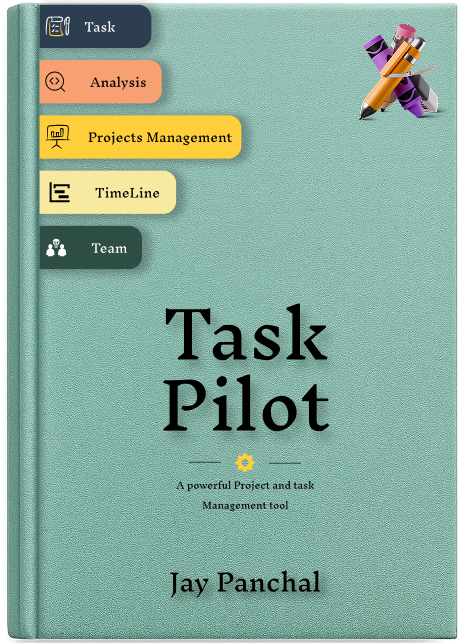 Task
Analysis
Projects Management
TimeLine
Team
Task
Pilot
A powerful Project and task
Management tool
Jay Panchal